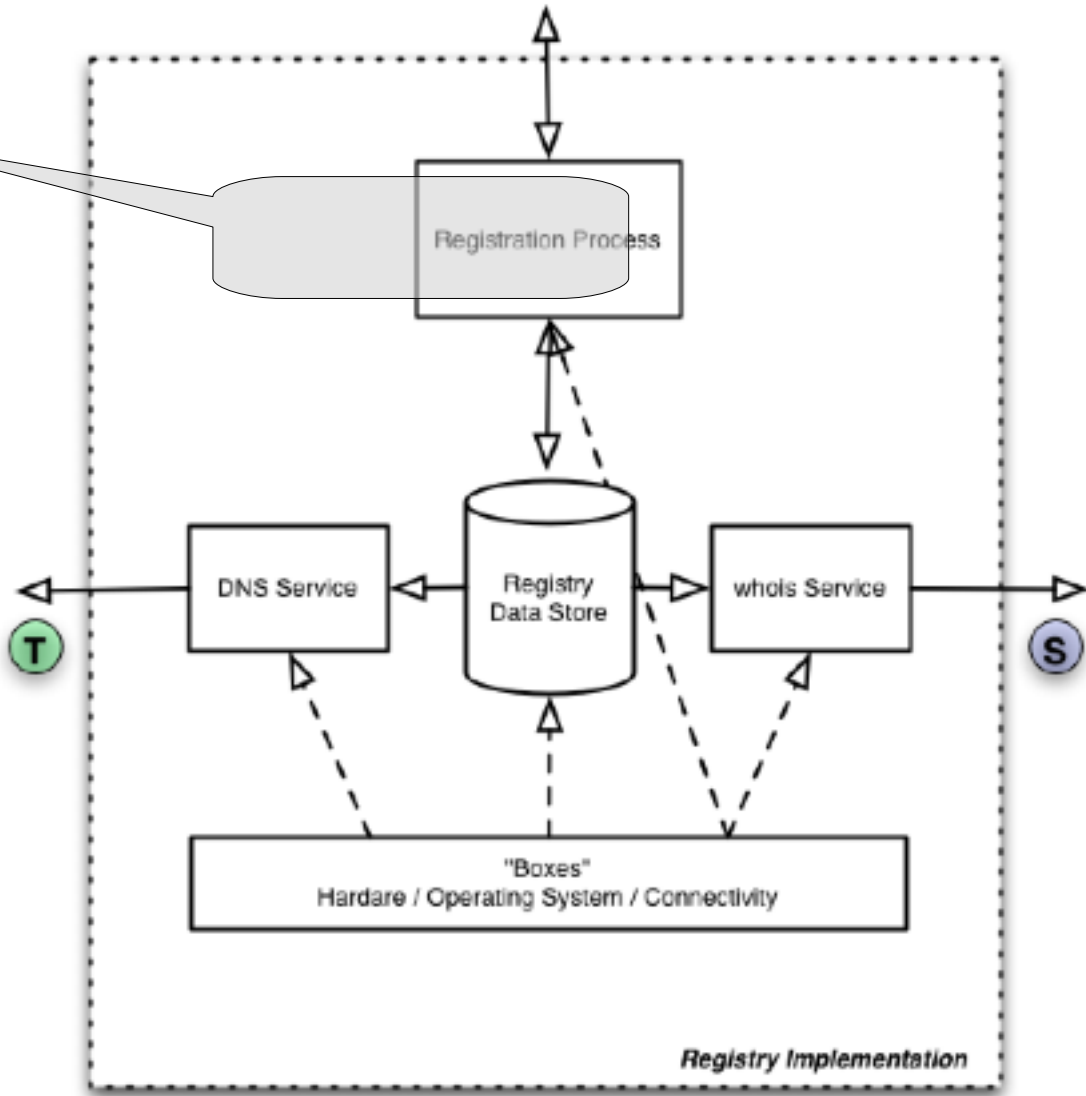 Registration Process
DNS Service
Registry
Data Store
whois Service
T
S
"Boxes"
Hardare / Operating System / Connectivity
Registry Implementation